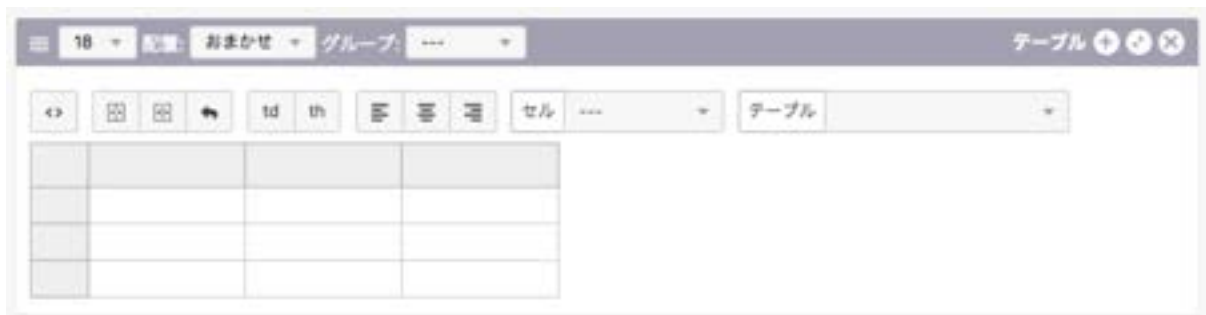 18 配置: おまかせ グループ: --- テーブル
<> td th セル --- テーブル